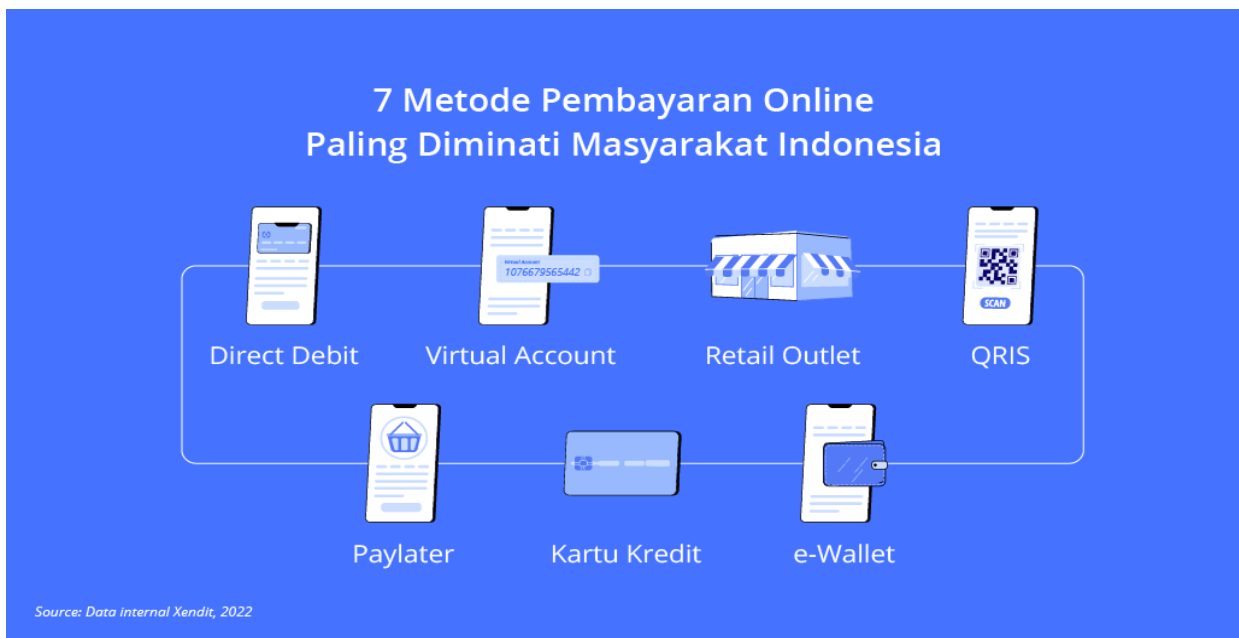 7 Metode Pembayaran Online
Paling Diminati Masyarakat Indonesia
Virtual Account
1076679565442
SCAN
Direct Debit
Virtual Account
Retail Outlet
QRIS
Paylater
Kartu Kredit
e-Wallet
Source: Data internal Xendit, 2022